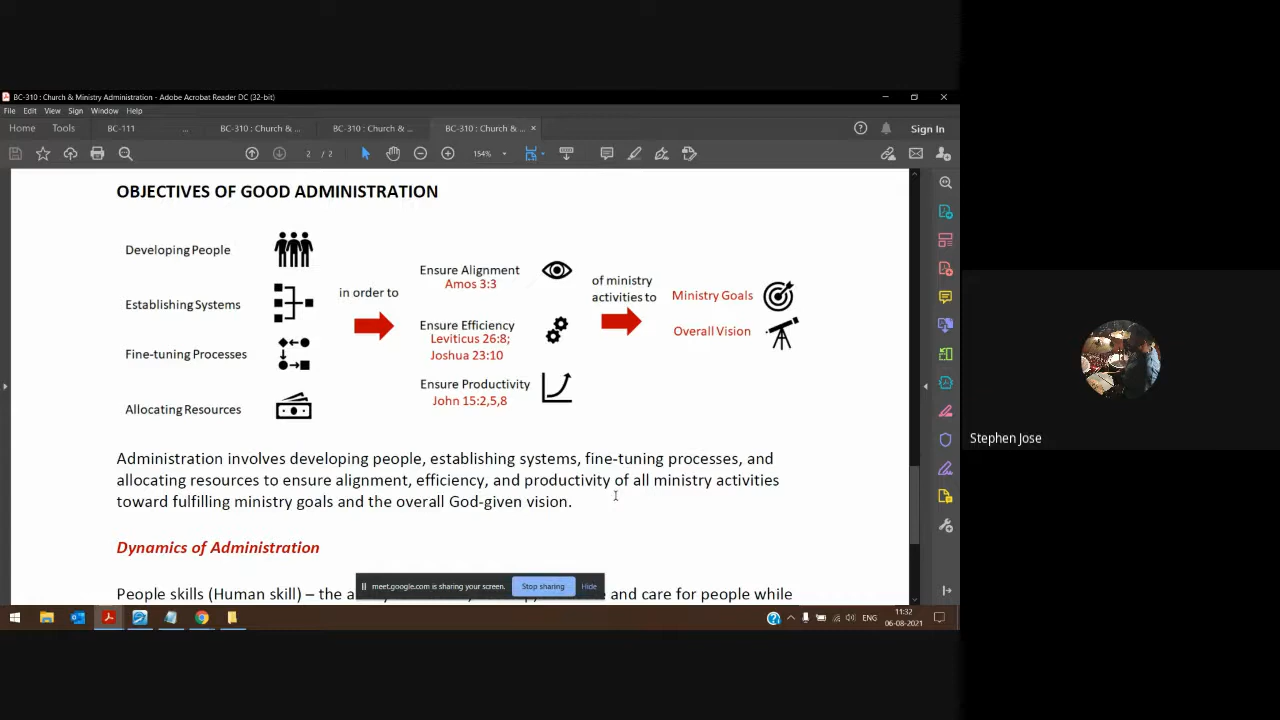 BC-310 : Church & Ministry Administration - Adobe Acrobat Reader DC (32-bit)
File Edit View Sign Window Help
Home Tools BC-111 ... BC-310 : Church & ... BC-310 : Church & ... BC-310 : Church & ... × Sign In
2 / 2 154%
OBJECTIVES OF GOOD ADMINISTRATION
Developing People
Establishing Systems
Fine-tuning Processes
Allocating Resources
in order to
Ensure Alignment
Amos 3:3
Ensure Efficiency
Leviticus 26:8;
Joshua 23:10
Ensure Productivity
John 15:2,5,8
of ministry
activities to
Ministry Goals
Overall Vision
Administration involves developing people, establishing systems, fine-tuning processes, and
allocating resources to ensure alignment, efficiency, and productivity of all ministry activities
toward fulfilling ministry goals and the overall God-given vision.
Dynamics of Administration
People skills (Human skill) – the and care for people while
meet.google.com is sharing your screen. Stop sharing Hide
ENG 11:32
06-08-2021
Stephen Jose